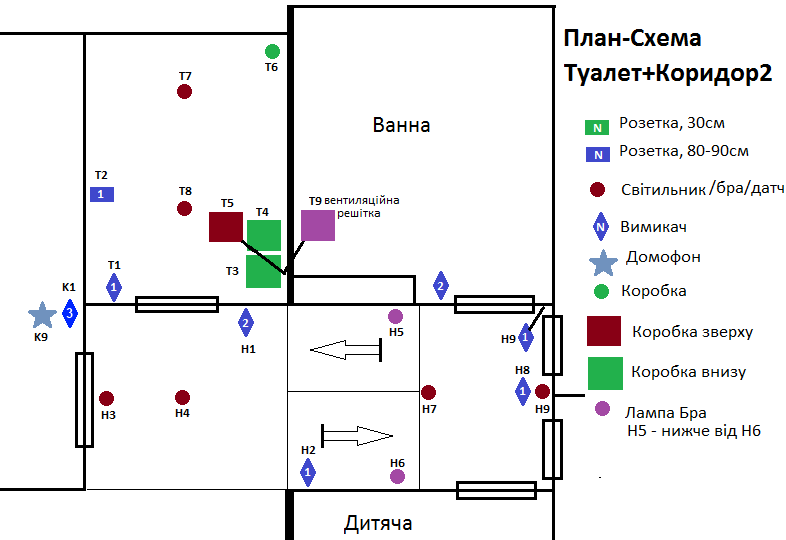 План-Схема
Туалет+Коридор2
T6
T7
Ванна
N Розетка, 30см
N Розетка, 80-90см
T2
1
T8
T5
T4
T9 вентиляційна
решітка
Світильник/бра/датч
N Вимикач
T3
T1
1
Домофон
K1
3
2
Коробка
K9
2
H1
H5
H9
1
Коробка зверху
H8
1
Коробка внизу
H3
H4
H7
H9
Лампа Бра
H5 - нижче від H6
H2
1
H6
Дитяча